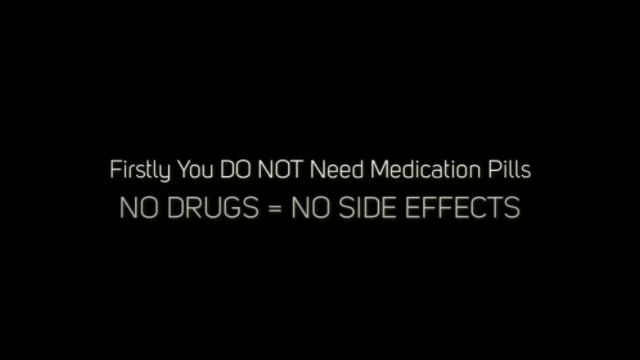 Firstly You DO NOT Need Medication Pills
NO DRUGS = NO SIDE EFFECTS